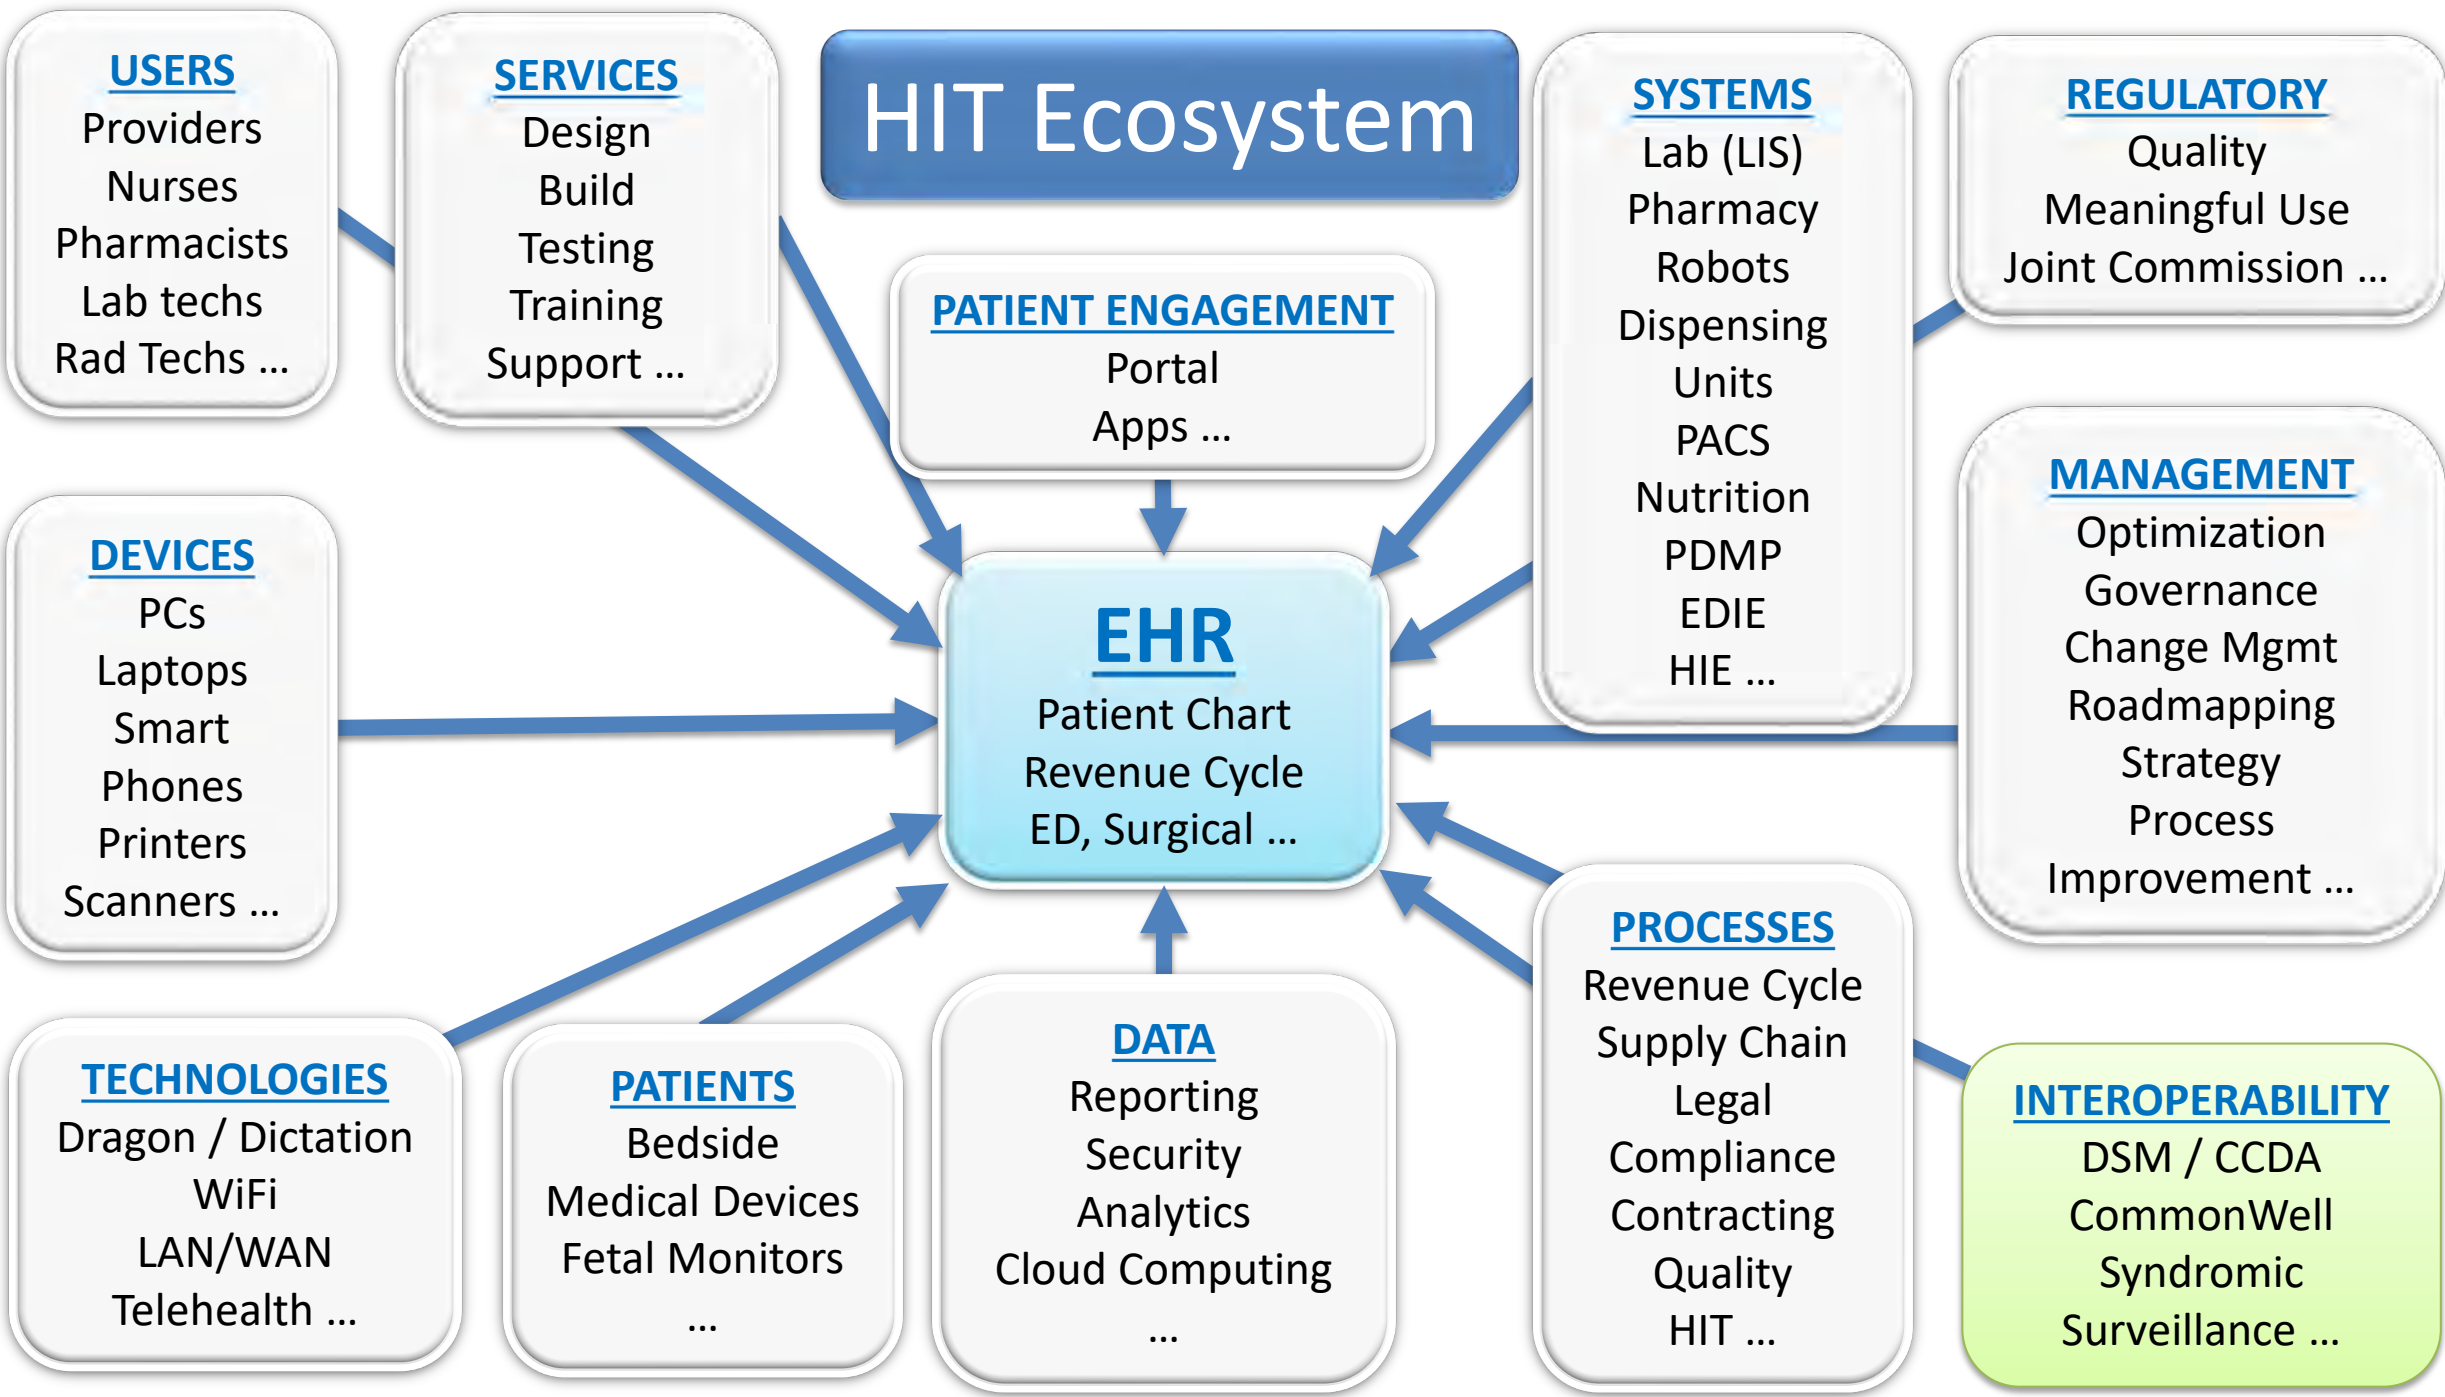 HIT Ecosystem
USERS
Providers
Nurses
Pharmacists
Lab techs
Rad Techs ...
SERVICES
Design
Build
Testing
Training
Support ...
PATIENT ENGAGEMENT
Portal
Apps ...
SYSTEMS
Lab (LIS)
Pharmacy
Robots
Dispensing
Units
PACS
Nutrition
PDMP
EDIE
HIE ...
REGULATORY
Quality
Meaningful Use
Joint Commission ...
DEVICES
PCs
Laptops
Smart
Phones
Printers
Scanners ...
EHR
Patient Chart
Revenue Cycle
ED, Surgical ...
MANAGEMENT
Optimization
Governance
Change Mgmt
Roadmapping
Strategy
Process
Improvement ...
TECHNOLOGIES
Dragon / Dictation
WiFi
LAN/WAN
Telehealth ...
PATIENTS
Bedside
Medical Devices
Fetal Monitors
...
DATA
Reporting
Security
Analytics
Cloud Computing
...
PROCESSES
Revenue Cycle
Supply Chain
Legal
Compliance
Contracting
Quality
HIT ...
INTEROPERABILITY
DSM / CCDA
CommonWell
Syndromic
Surveillance ...